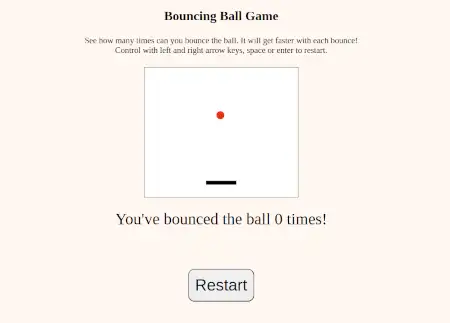 Bouncing Ball Game
See how many times can you bounce the ball. It will get faster with each bounce!
Control with left and right arrow keys, space or enter to restart.
You've bounced the ball 0 times!
Restart